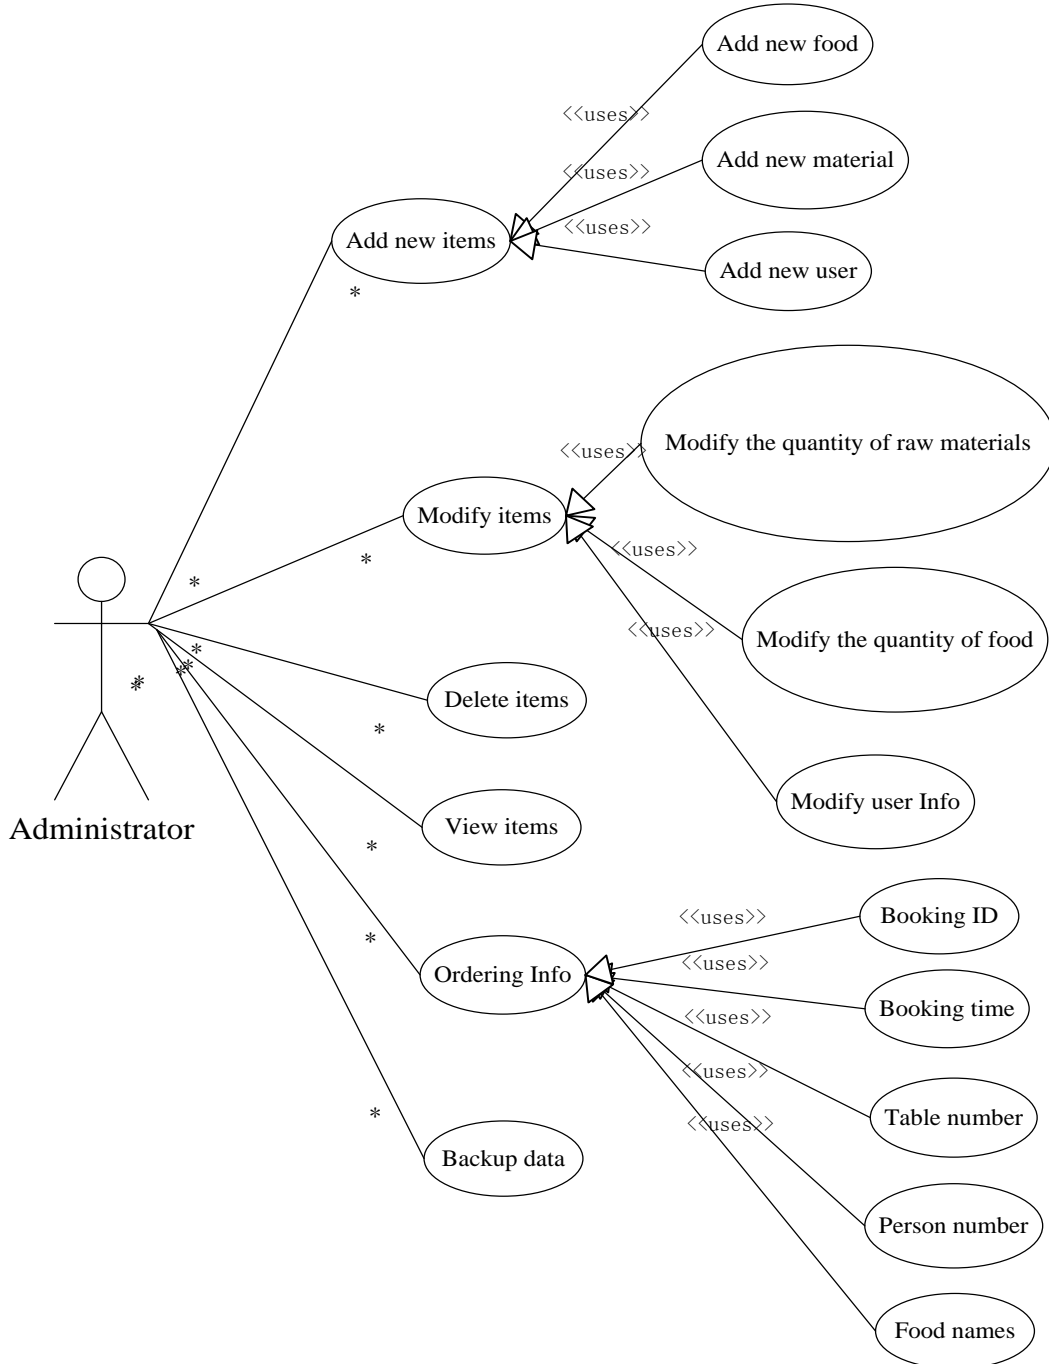 Add new food
<<uses>>
Add new material
<<uses>>
<<uses>>
Add new items
Add new user
*
Modify the quantity of raw materials
<<uses>>
Modify items
<<uses>>
*
*
<<uses>>
Modify the quantity of food
*
*
*
*
*
Delete items
*
Modify user Info
Administrator
View items
*
Booking ID
<<uses>>
*
<<uses>>
Ordering Info
Booking time
<<uses>>
<<uses>>
*
Table number
<<uses>>
Backup data
Person number
Food names